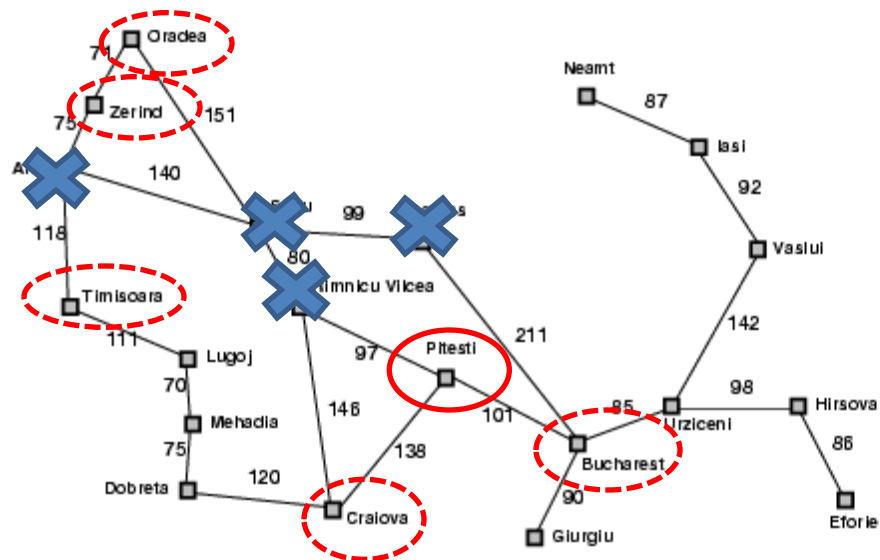 Oradea
Neamt
71
87
Zerind
151
Iasi
75
140
92
99
118
80
Vaslui
Timisoara
111
Lugoj
97
Pitesti
211
142
70
98
146
101
85
Hirsova
Mehadia
Urziceni
75
138
86
Bucharest
Dobreta
120
90
Craiova
Eforie
Giurgiu
Vilcea